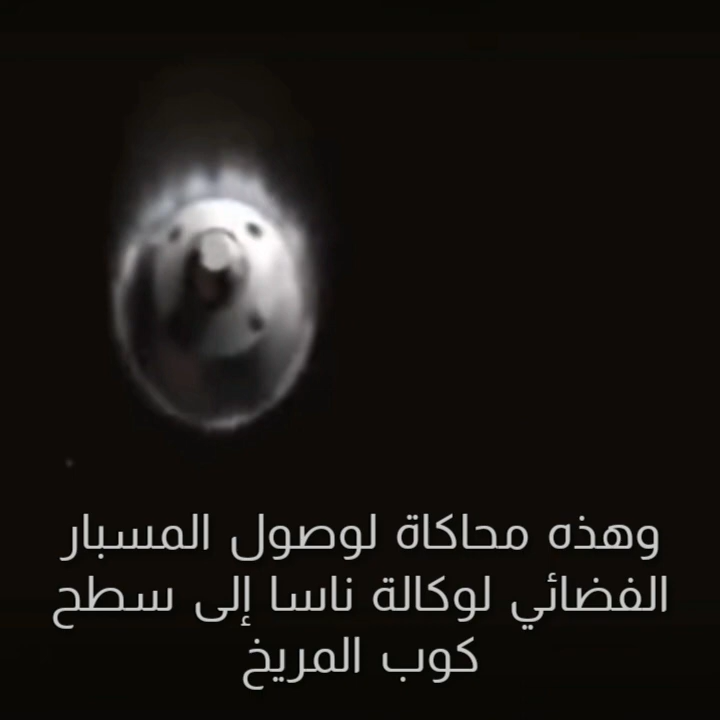 وهذه محاكاة لوصول المسبار
الفضائي لوكالة ناسا إلى سطح
كوب المريخ